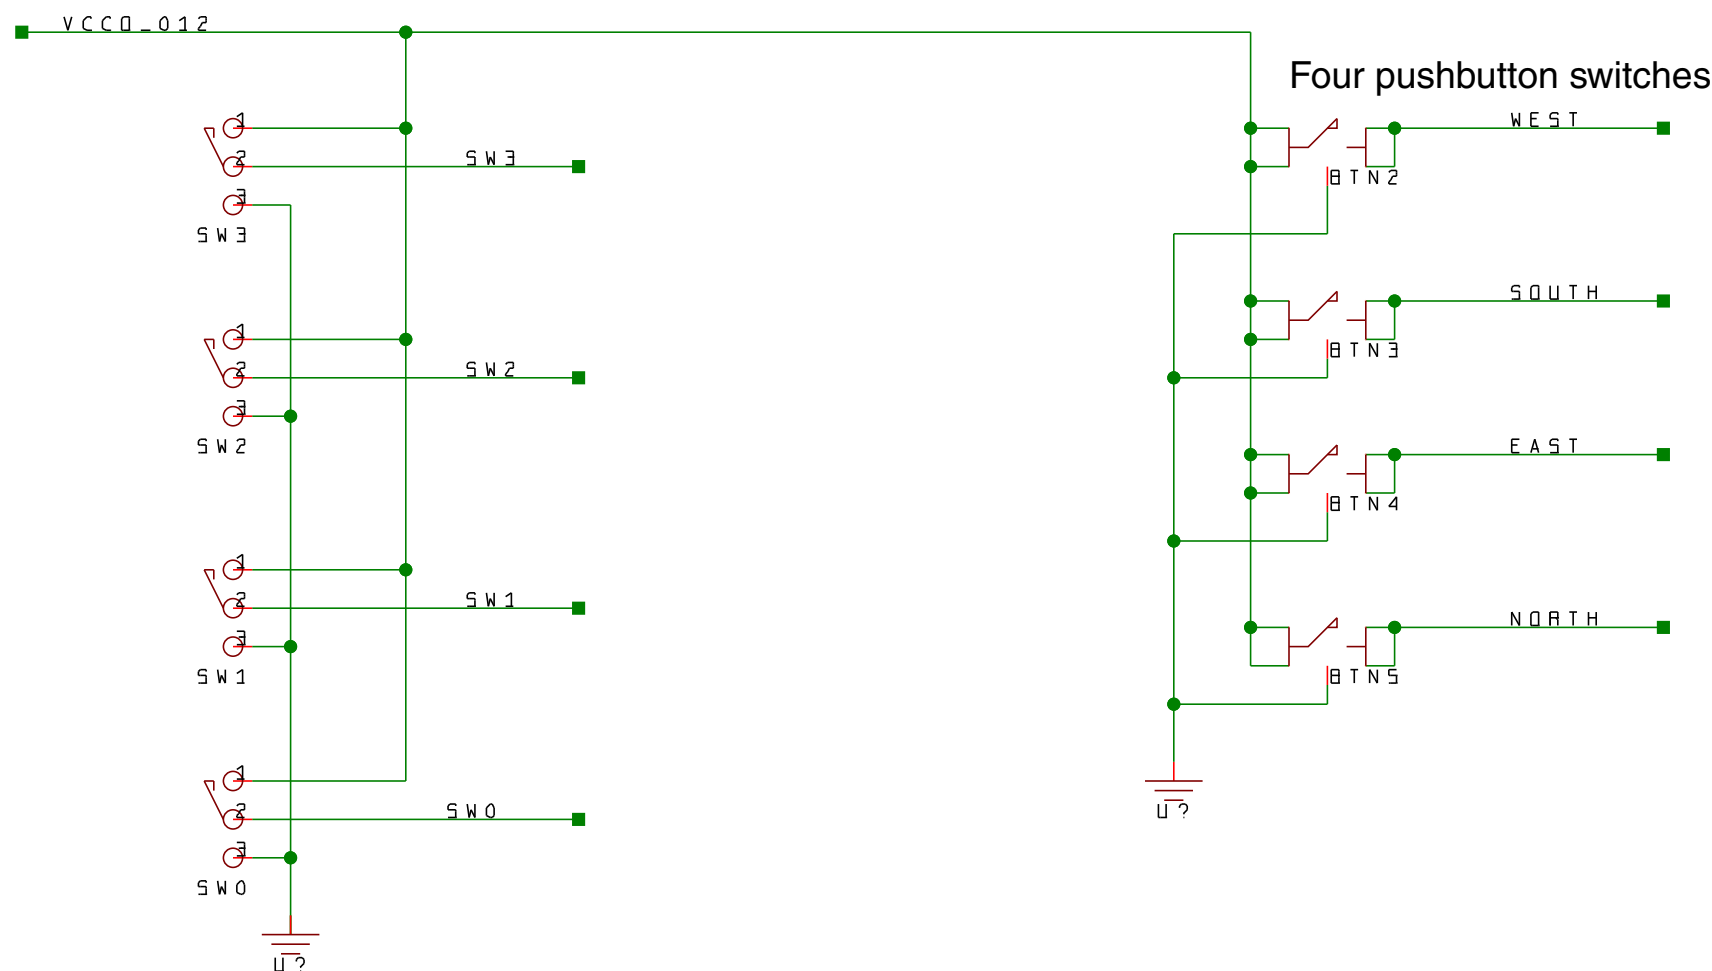 VCCO_012
Four pushbutton switches
1
2
SW3
3
SW3
WEST
BTN2
1
2
SW2
3
SW2
SOUTH
BTN3
1
2
SW1
3
SW1
EAST
BTN4
1
2
SW0
3
SW0
NORTH
BTN5
U?
U?